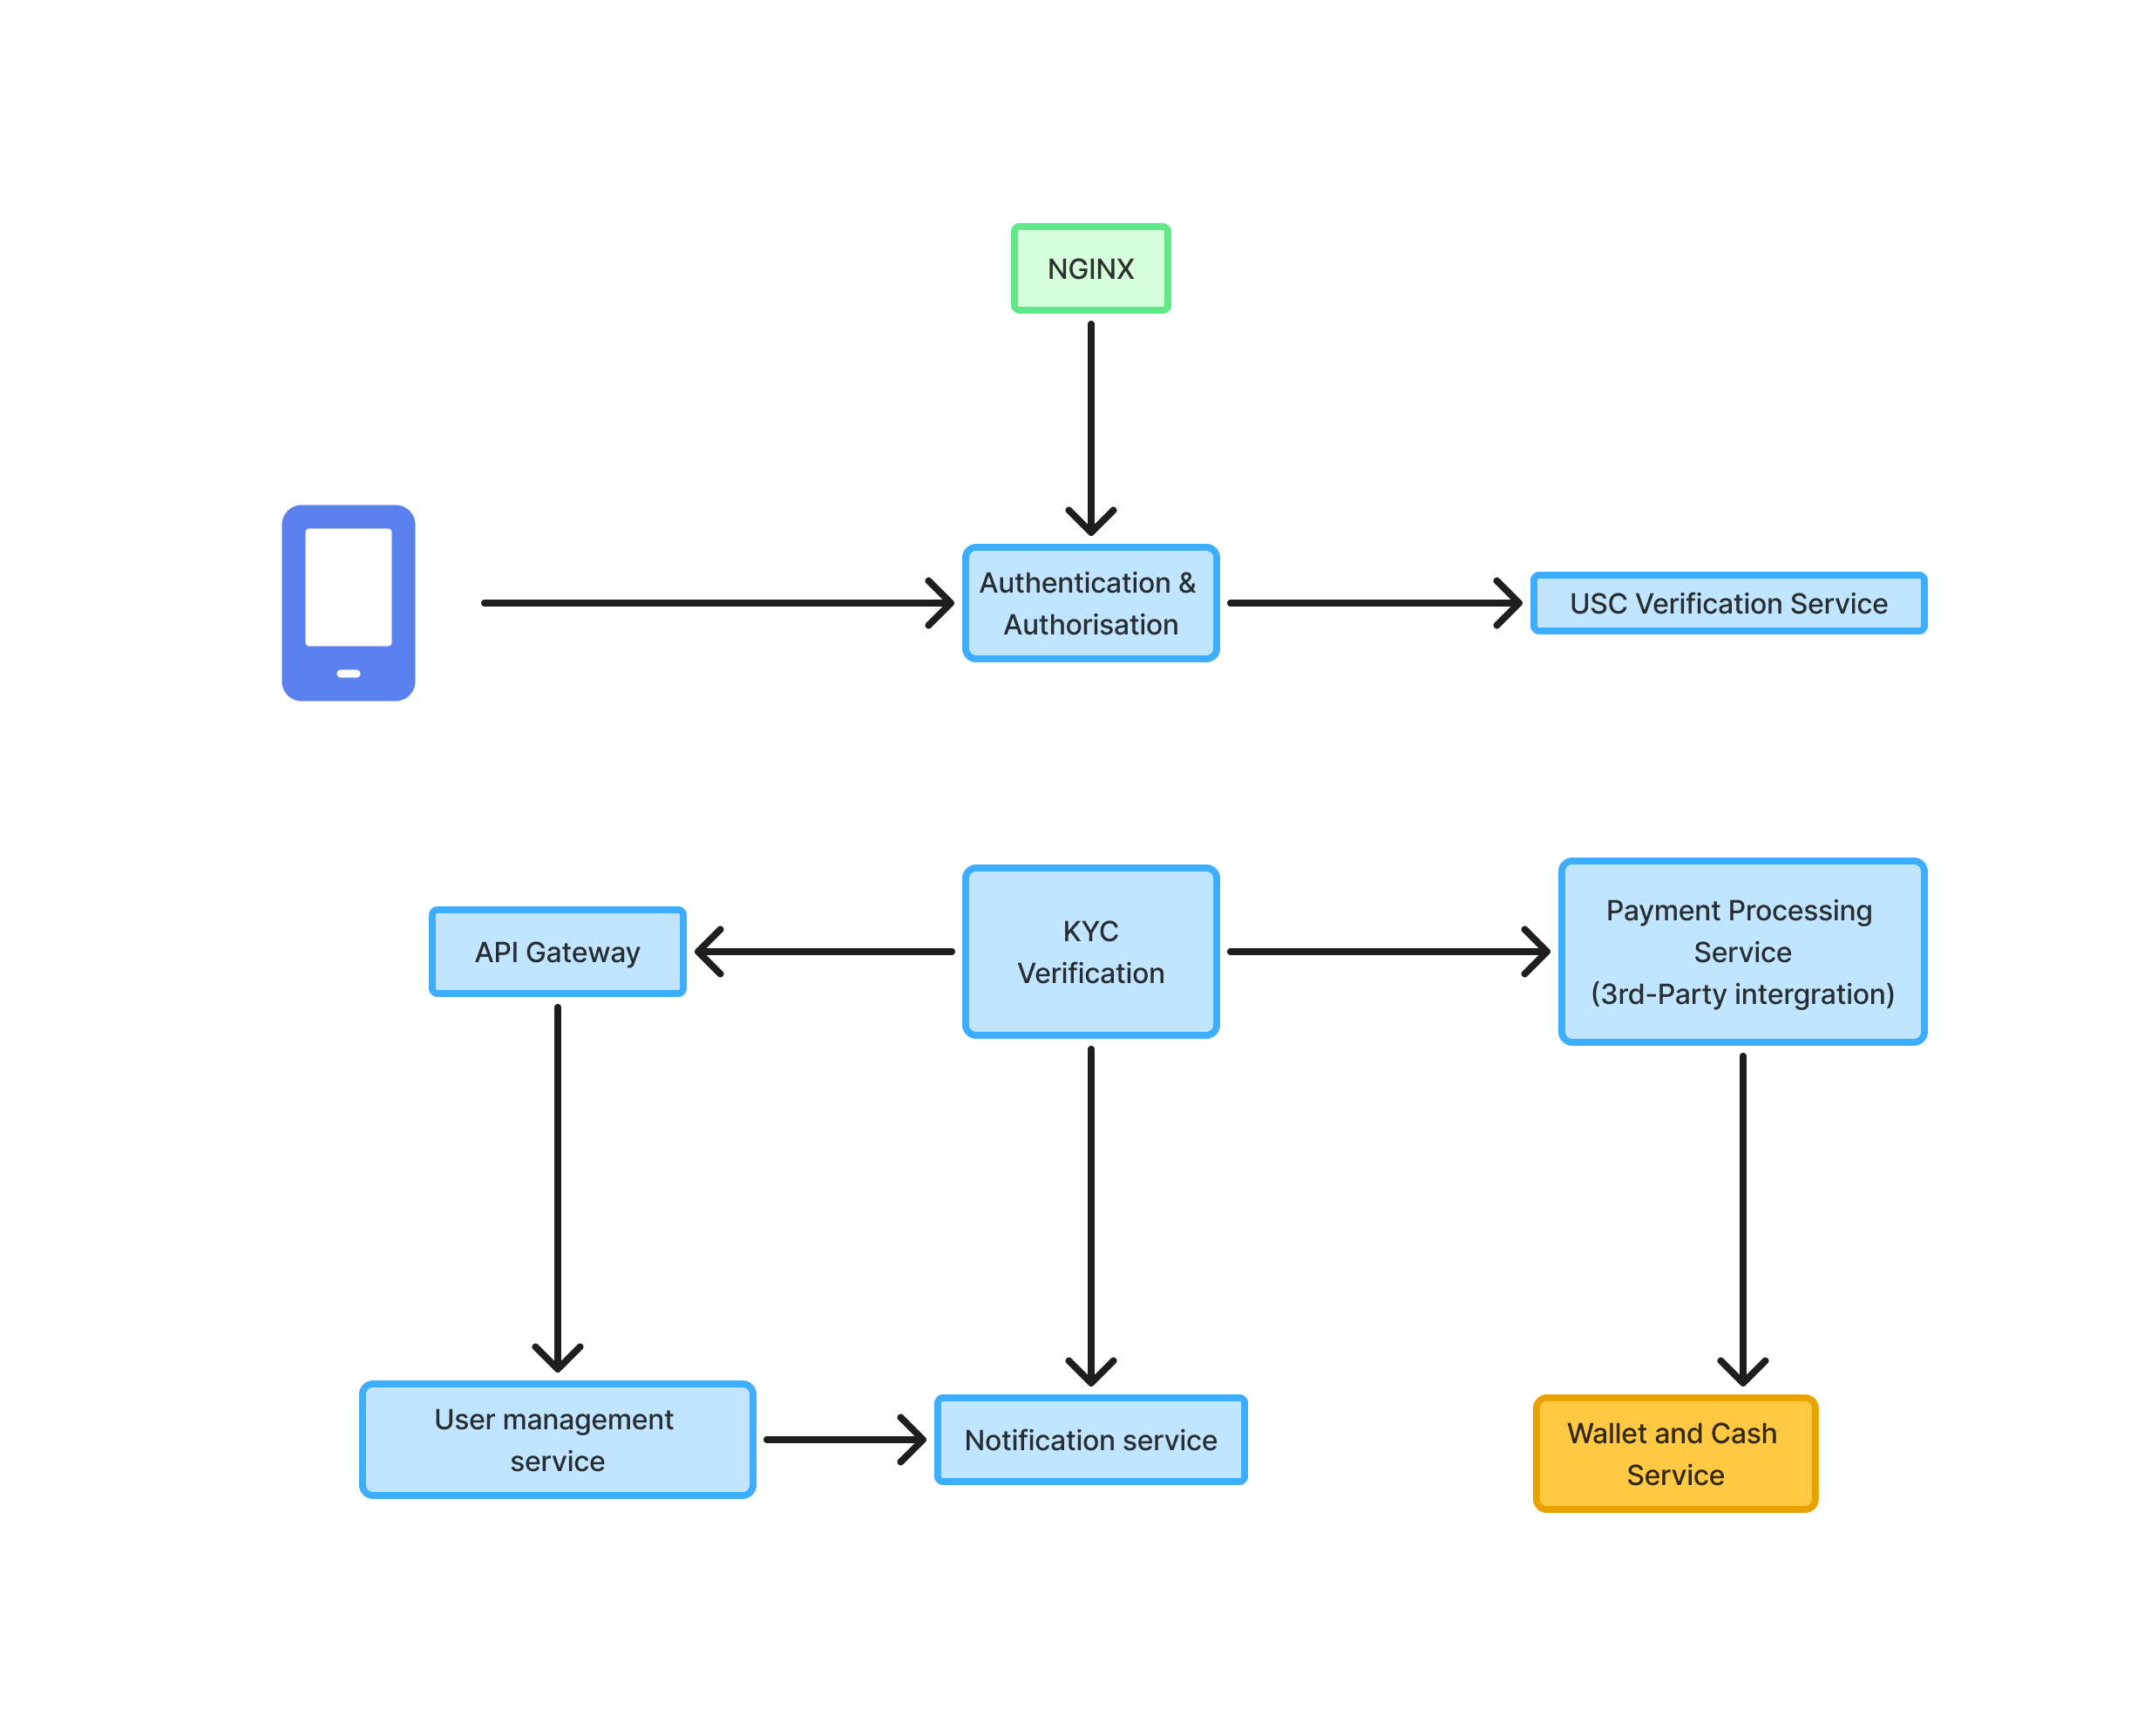 NGINX
Authentication &
Authorisation
USC Verification Service
API Gateway
KYC
Verification
Payment Processing
Service
(3rd-Party intergration)
User management
service
Notification service
Wallet and Cash
Service